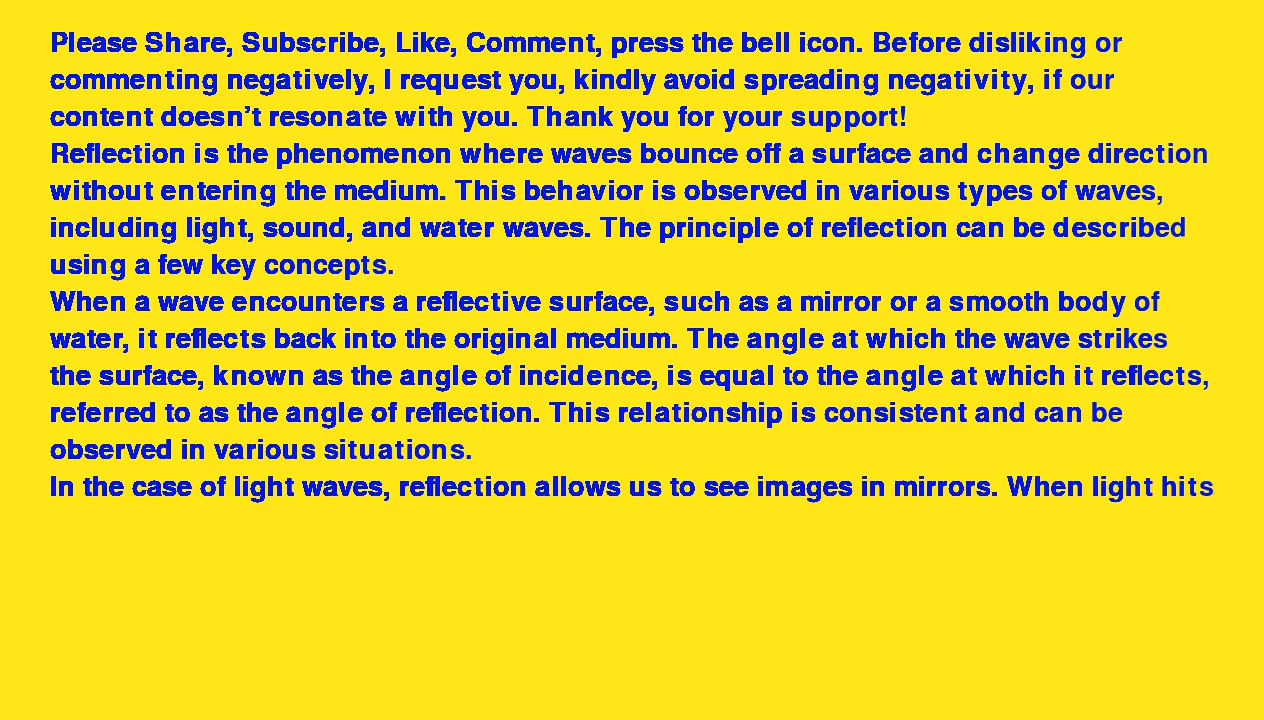 Please Share, Subscribe, Like, Comment, press the bell icon. Before disliking or
commenting negatively, I request you, kindly avoid spreading negativity, if our
content doesn’t resonate with you. Thank you for your support!
Reflection is the phenomenon where waves bounce off a surface and change direction
without entering the medium. This behavior is observed in various types of waves,
including light, sound, and water waves. The principle of reflection can be described
using a few key concepts.
When a wave encounters a reflective surface, such as a mirror or a smooth body of
water, it reflects back into the original medium. The angle at which the wave strikes
the surface, known as the angle of incidence, is equal to the angle at which it reflects,
referred to as the angle of reflection. This relationship is consistent and can be
observed in various situations.
In the case of light waves, reflection allows us to see images in mirrors. When light hits